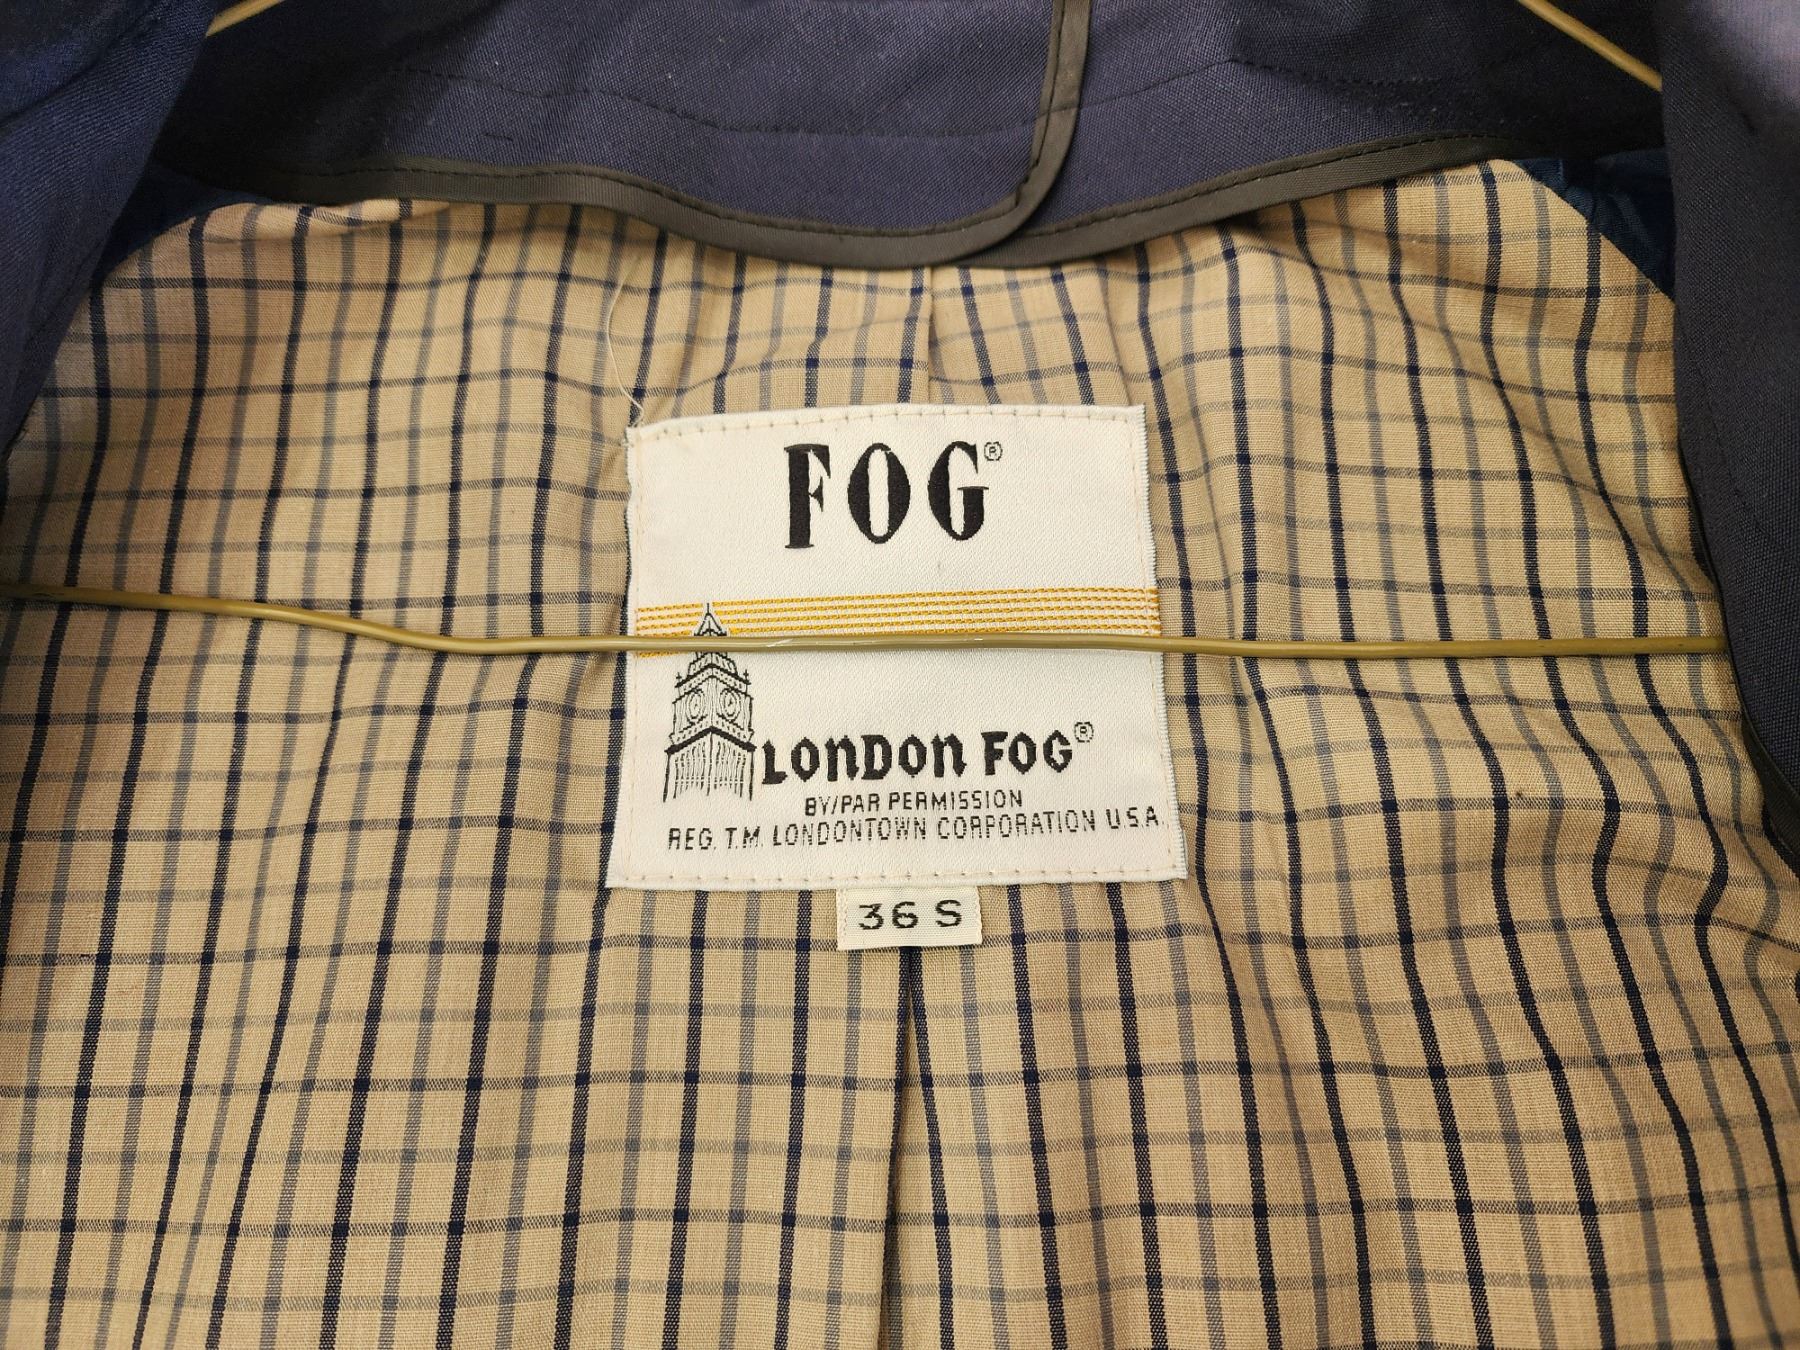 FOG®
LONDON FOG®
BY/PAR PERMISSION
REG. T.M. LONDONTOWN CORPORATION U.S.A.
36 S